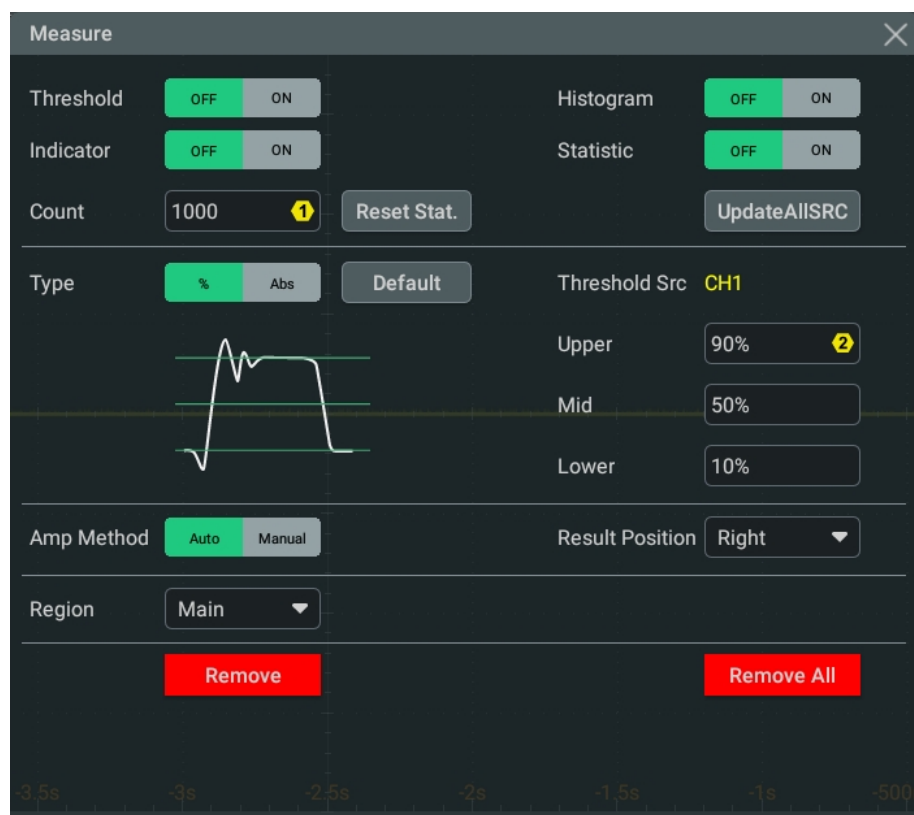 Measure
Threshold OFF ON Histogram OFF ON
Indicator OFF ON Statistic OFF ON
Count 1000 1 Reset Stat. UpdateAllSRC
Type % Abs Default Threshold Src CH1
Upper 90% 2
Mid 50%
Lower 10%
Amp Method Auto Manual Result Position Right
Region Main
Remove Remove All
-3.5s -3s -2.5s -2s -1.5s -1s -500